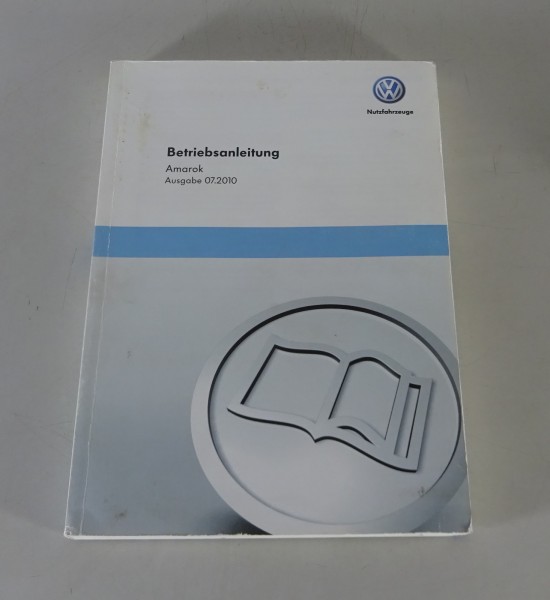 Nutzfahrzeuge
Betriebsanleitung
Amarok
Ausgabe 07.2010